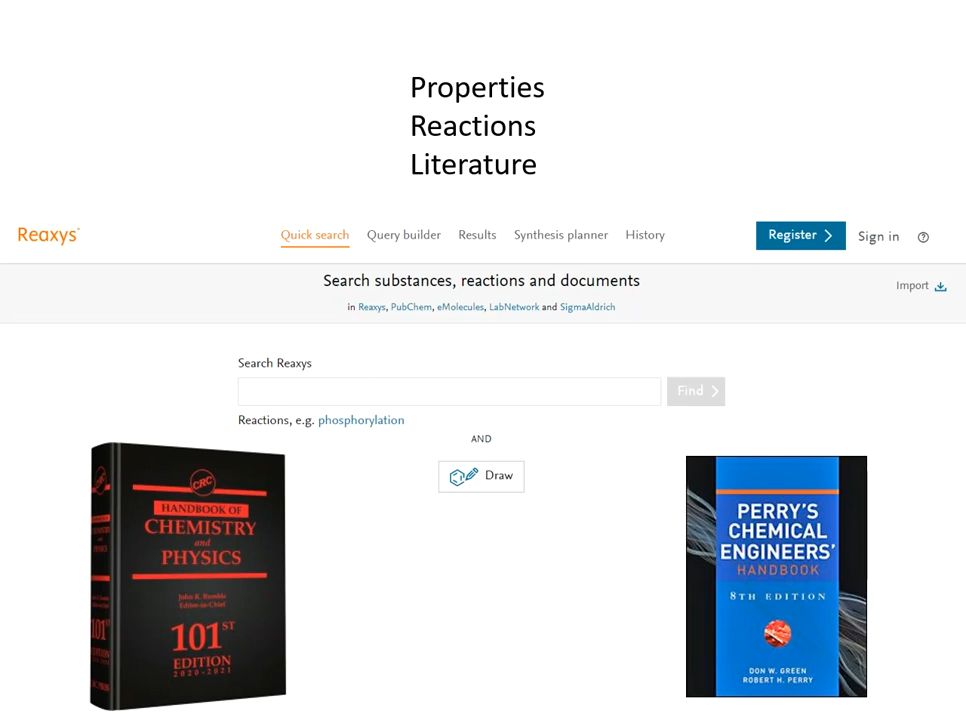 Properties
Reactions
Literature
Reaxys®
Quick search
Query builder
Results
Synthesis planner
History
Register
Sign in
Search substances, reactions and documents
Import
in Reaxys, PubChem, eMolecules, LabNetwork and SigmaAldrich
Search Reaxys
Find
Reactions, e.g. phosphorylation
AND
Draw
CRC
HANDBOOK OF
CHEMISTRY
and
PHYSICS
John R. Rumble
Editor-in-Chief
101ST
EDITION
2020-2021
PERRY'S
CHEMICAL
ENGINEERS'
HANDBOOK
8TH EDITION
DON W. GREEN
ROBERT H. PERRY